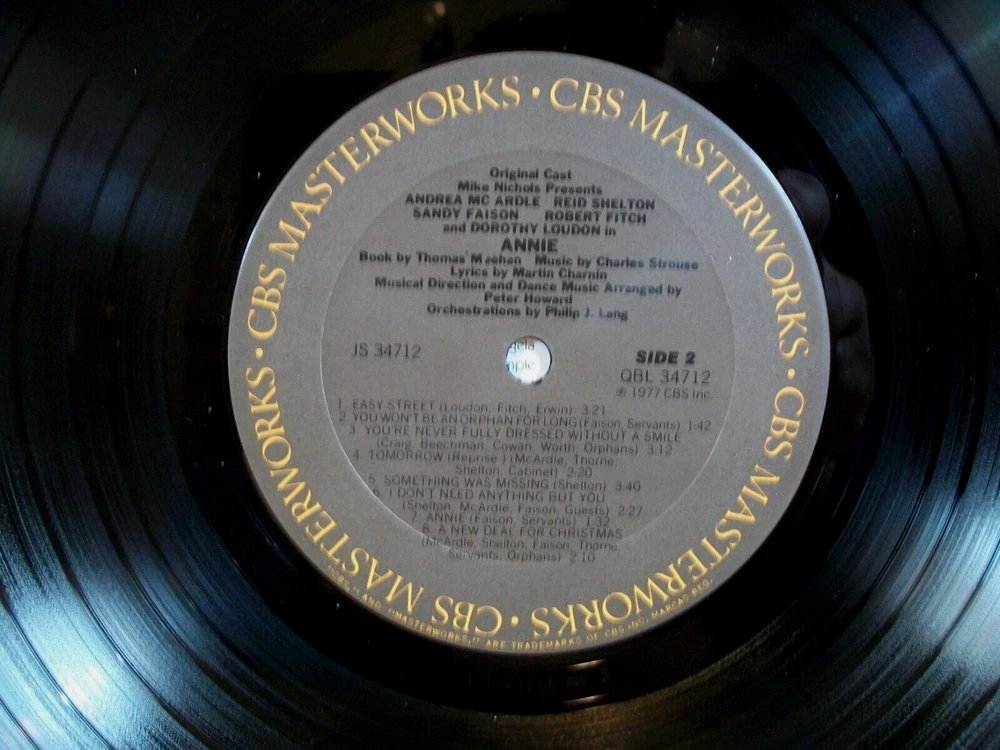 CBS MASTERWORKS • CBS MASTERWORKS • CBS MASTERWORKS • CBS MASTERWORKS •
Original Cast
Mike Nichols Presents
ANDREA MC ARDLE REID SHELTON
SANDY FAISON ROBERT FITCH
and DOROTHY LOUDON in
ANNIE
Book by Thomas Meehan Music by Charles Strouse
Lyrics by Martin Charnin
Musical Direction and Dance Music Arranged by
Peter Howard
Orchestrations by Philip J. Lang
JS 34712
SIDE 2
QBL 34712
℗ 1977 CBS Inc.
1. EASY STREET (Loudon, Fitch, Erwin) 3:21
2. YOU WON'T BE AN ORPHAN FOR LONG (Faison, Servants) 1:42
3. YOU'RE NEVER FULLY DRESSED WITHOUT A SMILE
(Craig, Beechman, Cowan, Worth, Orphans) 3:12
4. TOMORROW (Reprise) (McArdle, Thorne,
Shelton, Cabinet) 2:20
5. SOMETHING WAS MISSING (Shelton) 3:40
6. I DON'T NEED ANYTHING BUT YOU
(Shelton, McArdle, Faison, Guests) 2:27
7. ANNIE (Faison, Servants) 1:32
8. A NEW DEAL FOR CHRISTMAS
(McArdle, Shelton, Faison, Thorne,
Servants, Orphans) 2:10
"CBS" AND "MASTERWORKS," ARE TRADEMARKS OF CBS INC. MARCAS REG.